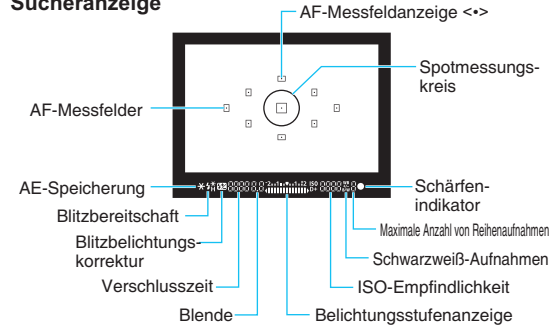 Sucheranzeige
AF-Messfeldanzeige <•>
Spotmessungs-
kreis
AF-Messfelder
AE-Speicherung
Blitzbereitschaft
Blitzbelichtungs-
korrektur
Verschlusszeit
Blende
Schärfen-
indikator
Maximale Anzahl von Reihenaufnahmen
Schwarzweiß-Aufnahmen
ISO-Empfindlichkeit
Belichtungsstufenanzeige